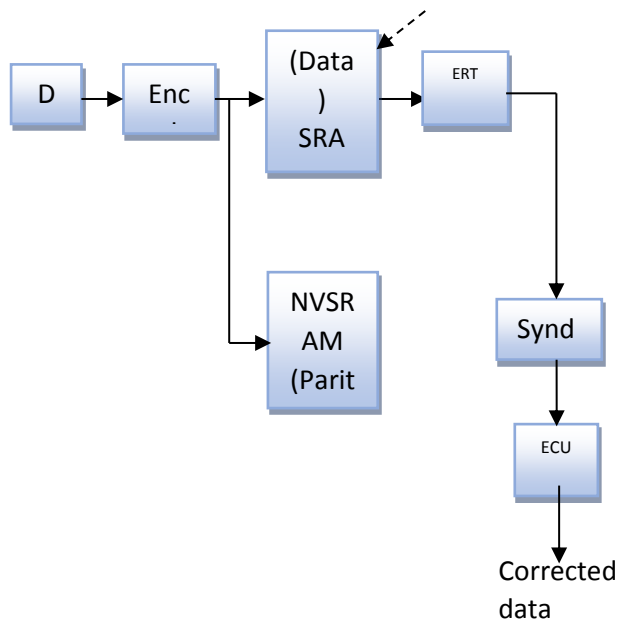 D
Enc
.
(Data
)
SRA
ERT
NVSR
AM
(Parit
Synd
ECU
Corrected
data